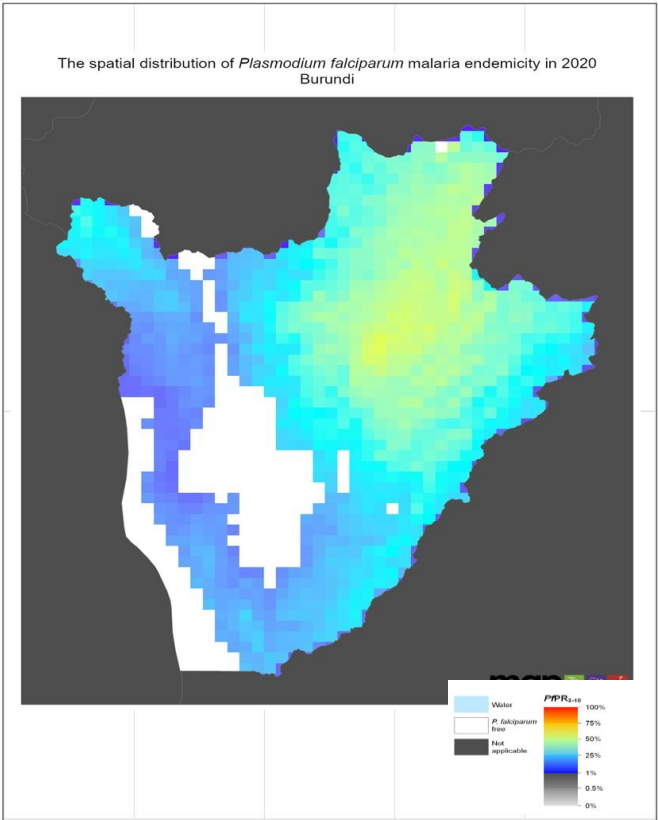 The spatial distribution of Plasmodium falciparum malaria endemicity in 2020
Burundi
Water
P. falciparum
free
Not
applicable
PfPR2-10
100%
75%
50%
25%
1%
0.5%
0%